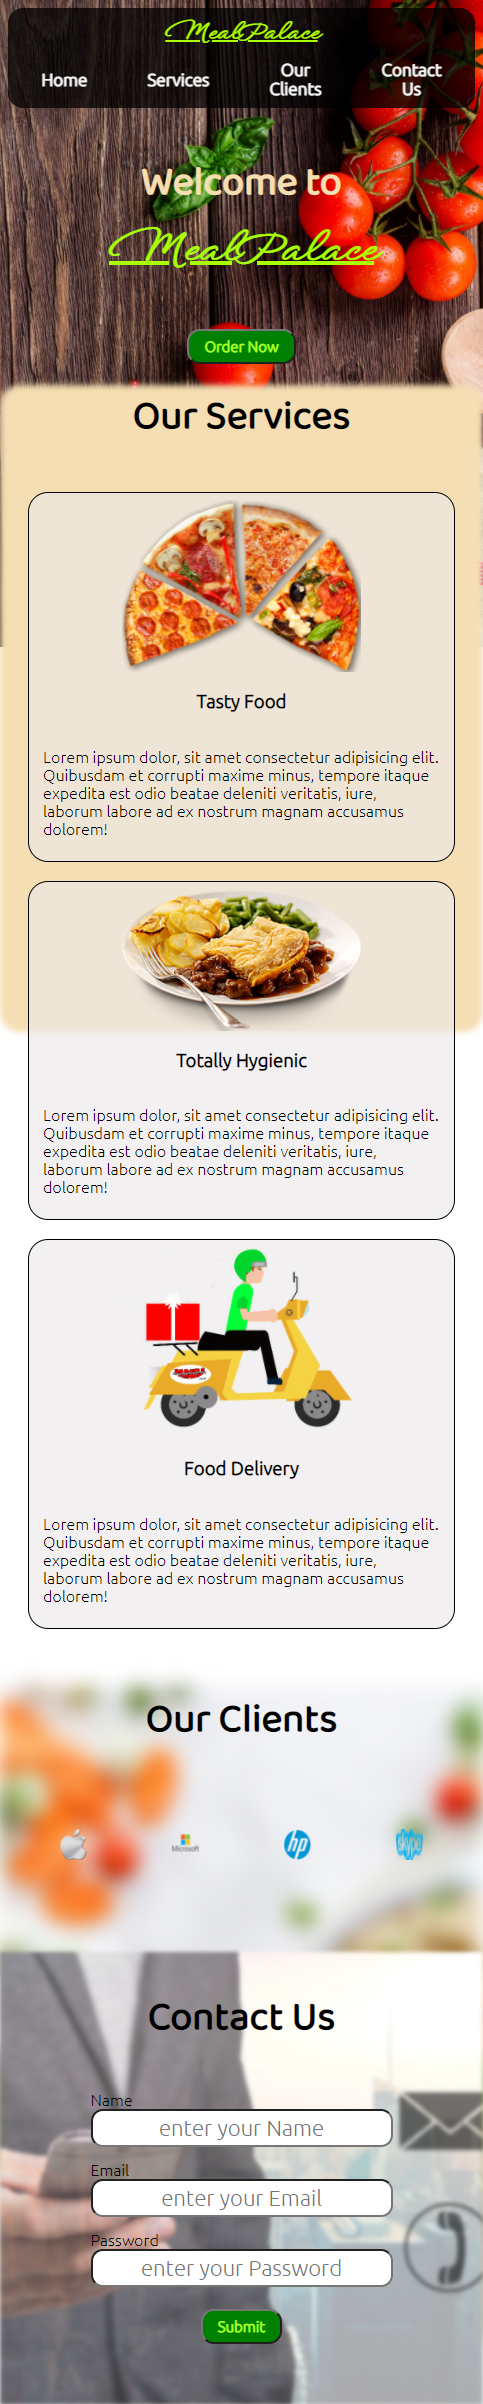 MealPalace
Home
Services
Our
Clients
Contact
Us
Welcome to
MealPalace
Order Now
Our Services
Tasty Food
Lorem ipsum dolor, sit amet consectetur adipisicing elit.
Quibusdam et corrupti maxime minus, tempore itaque
expedita est odio beatae deleniti veritatis, iure,
laborum labore ad ex nostrum magnam accusamus
dolorem!
Totally Hygienic
Lorem ipsum dolor, sit amet consectetur adipisicing elit.
Quibusdam et corrupti maxime minus, tempore itaque
expedita est odio beatae deleniti veritatis, iure,
laborum labore ad ex nostrum magnam accusamus
dolorem!
Food Delivery
Lorem ipsum dolor, sit amet consectetur adipisicing elit.
Quibusdam et corrupti maxime minus, tempore itaque
expedita est odio beatae deleniti veritatis, iure,
laborum labore ad ex nostrum magnam accusamus
dolorem!
Our Clients
Microsoft
hp
skype
Contact Us
Name
enter your Name
Email
enter your Email
Password
enter your Password
Submit